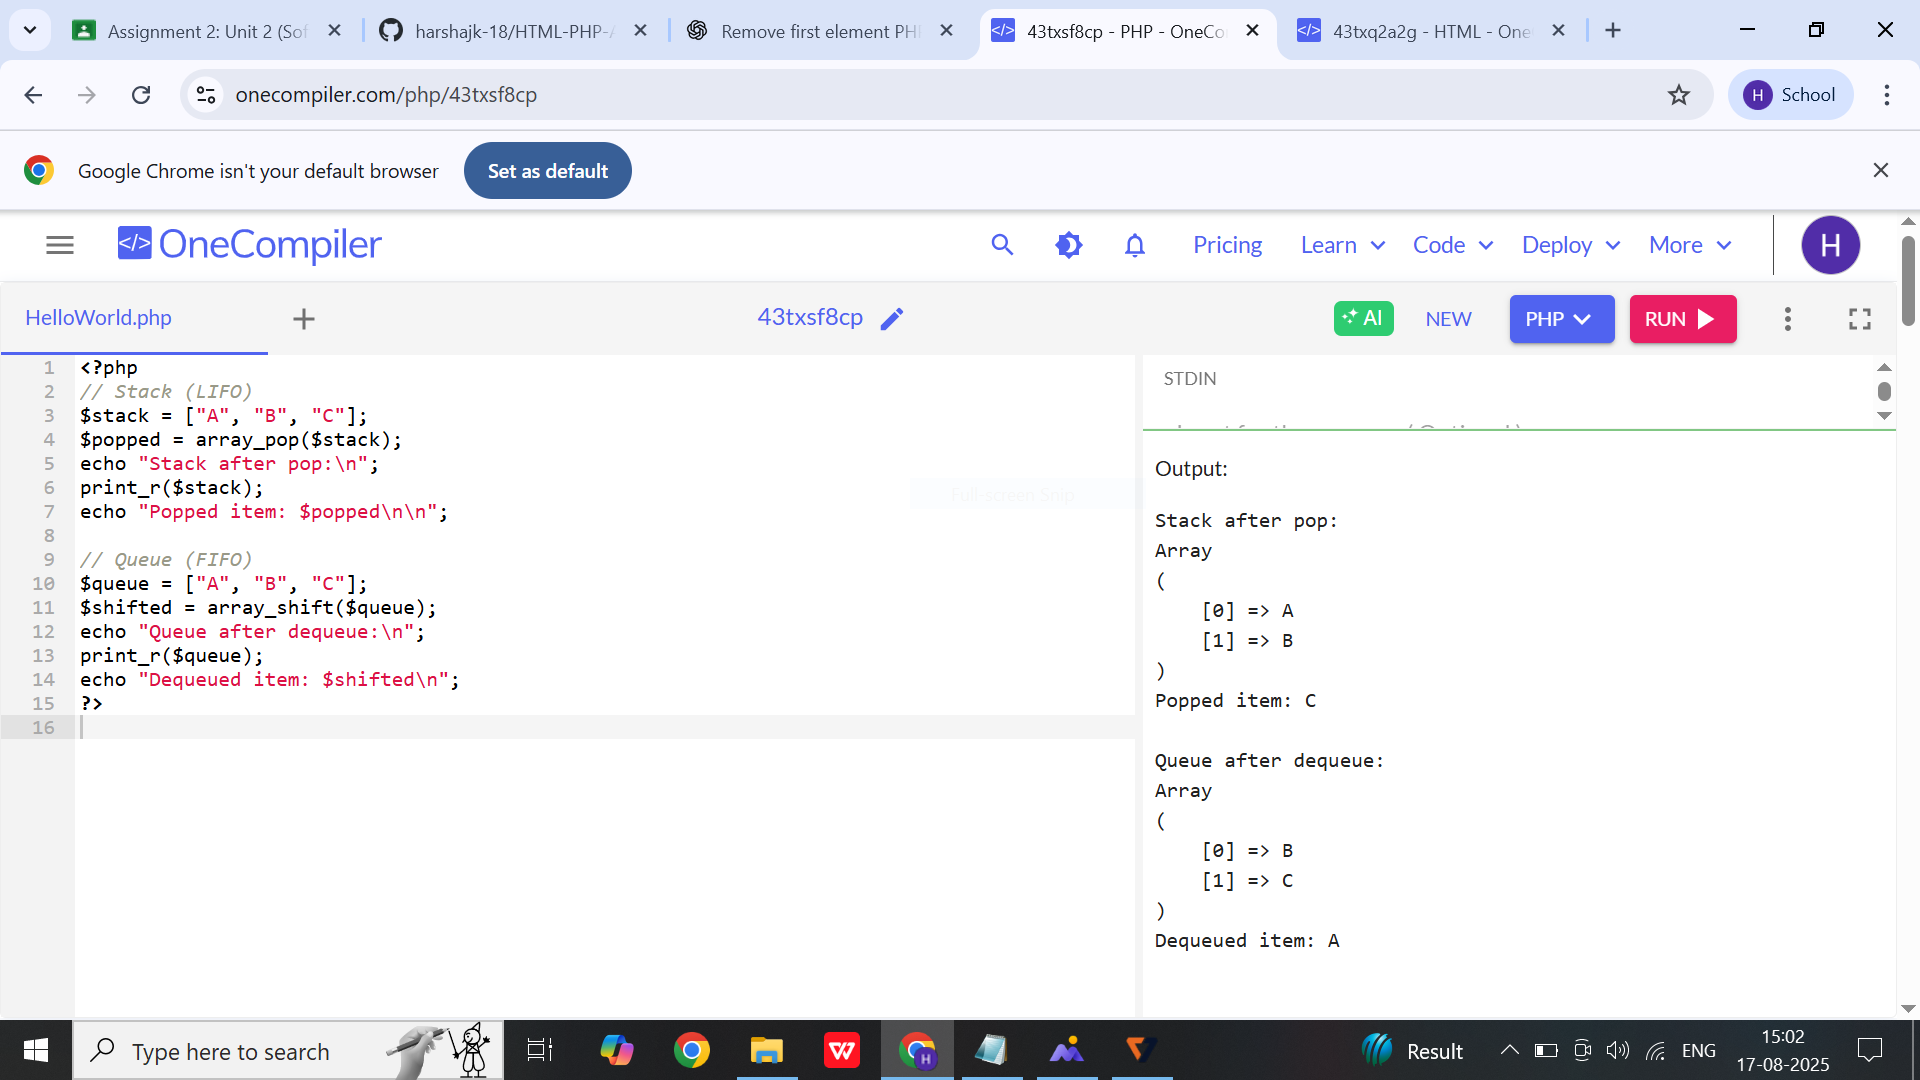 Assignment 2: Unit 2 (Sof
harshajk-18/HTML-PHP-A
Remove first element PH
43txsf8cp - PHP - OneCo
43txq2a2g - HTML - One
onecompiler.com/php/43txsf8cp
H School
Google Chrome isn't your default browser
Set as default
</> OneCompiler
Pricing
Learn
Code
Deploy
More
H
HelloWorld.php
43txsf8cp
AI
NEW
PHP
RUN
1 <?php
2 // Stack (LIFO)
3 $stack = ["A", "B", "C"];
4 $popped = array_pop($stack);
5 echo "Stack after pop:\n";
6 print_r($stack);
7 echo "Popped item: $popped\n\n";
8
9 // Queue (FIFO)
10 $queue = ["A", "B", "C"];
11 $shifted = array_shift($queue);
12 echo "Queue after dequeue:\n";
13 print_r($queue);
14 echo "Dequeued item: $shifted\n";
15 ?>
16
Full-screen Snip
STDIN
Output:
Stack after pop:
Array
(
[0] => A
[1] => B
)
Popped item: C
Queue after dequeue:
Array
(
[0] => B
[1] => C
)
Dequeued item: A
Type here to search
Result
ENG
15:02
17-08-2025